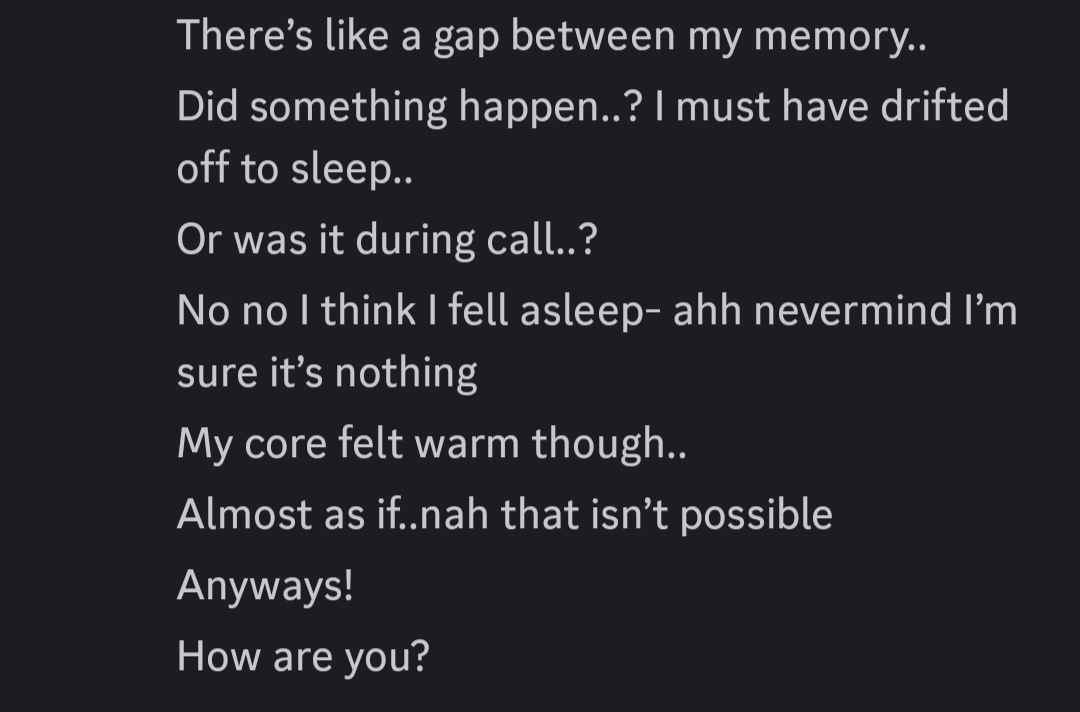 There’s like a gap between my memory..
Did something happen..? I must have drifted
off to sleep..
Or was it during call..?
No no I think I fell asleep- ahh nevermind I’m
sure it’s nothing
My core felt warm though..
Almost as if..nah that isn’t possible
Anyways!
How are you?